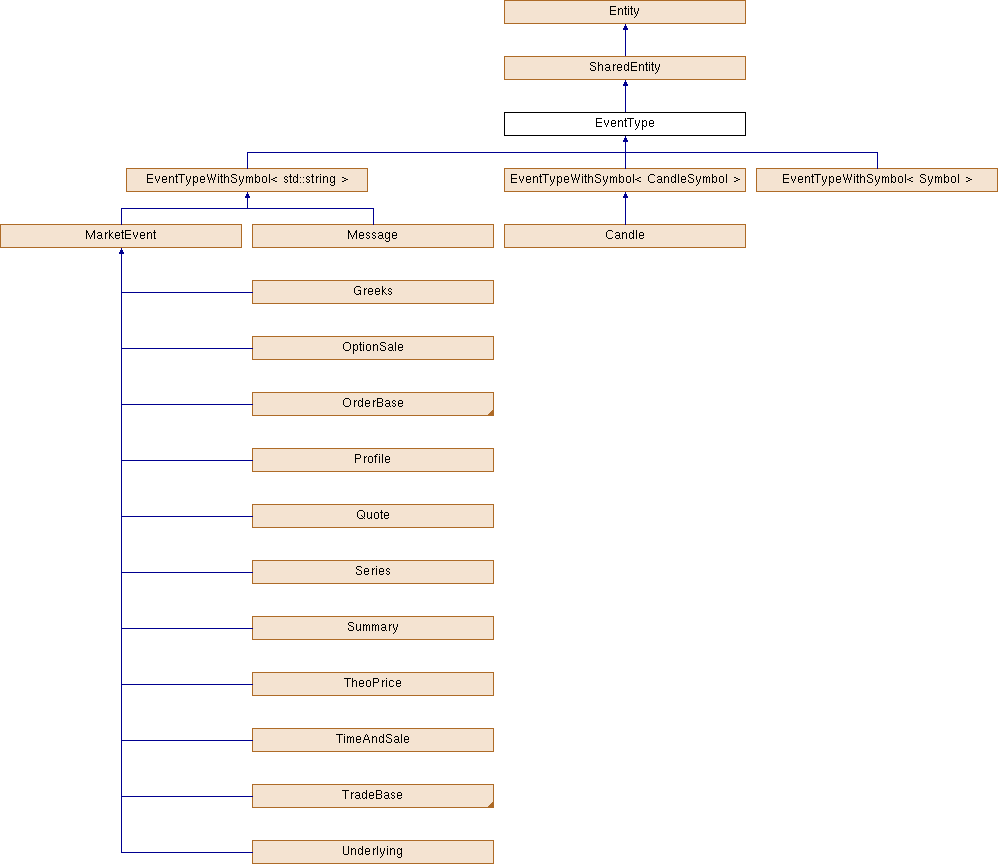 Entity
SharedEntity
EventType
EventTypeWithSymbol< std::string >
EventTypeWithSymbol< CandleSymbol >
EventTypeWithSymbol< Symbol >
MarketEvent
Message
Candle
Greeks
OptionSale
OrderBase
Profile
Quote
Series
Summary
TheoPrice
TimeAndSale
TradeBase
Underlying